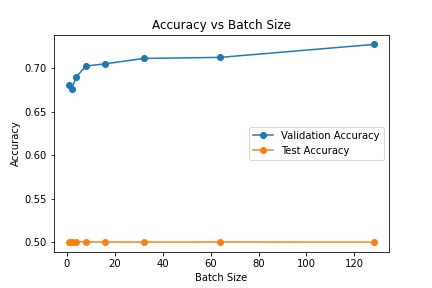 Accuracy vs Batch Size
0.70
0.65
0.60
0.55
0.50
Accuracy
Validation Accuracy
Test Accuracy
0 20 40 60 80 100 120
Batch Size